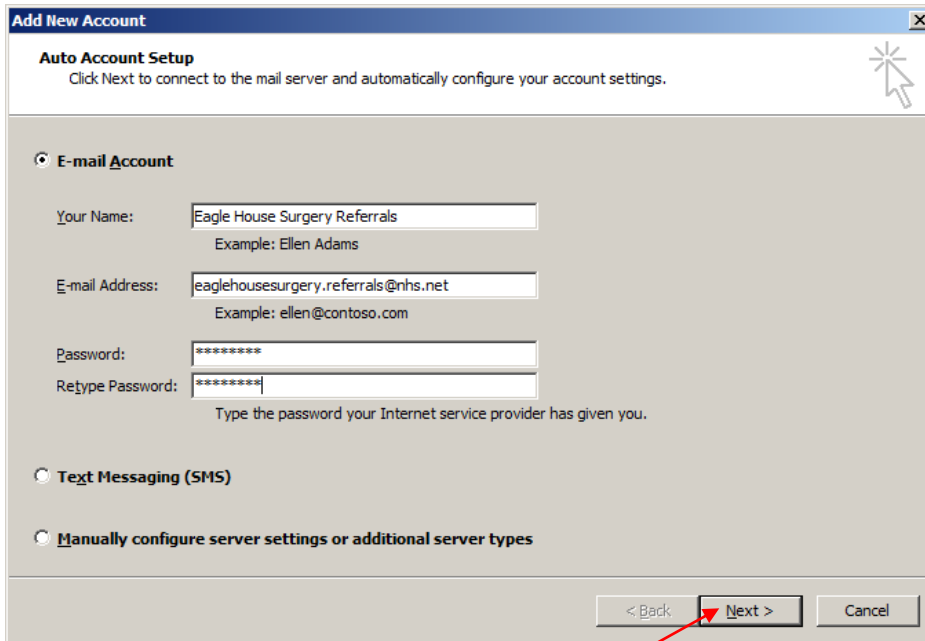 Add New Account
Auto Account Setup
Click Next to connect to the mail server and automatically configure your account settings.
E-mail Account
Your Name: Eagle House Surgery Referrals
Example: Ellen Adams
E-mail Address: eaglehousesurgery.referrals@nhs.net
Example: ellen@contoso.com
Password: ********
Retype Password: ********
Type the password your Internet service provider has given you.
Text Messaging (SMS)
Manually configure server settings or additional server types
< Back Next > Cancel